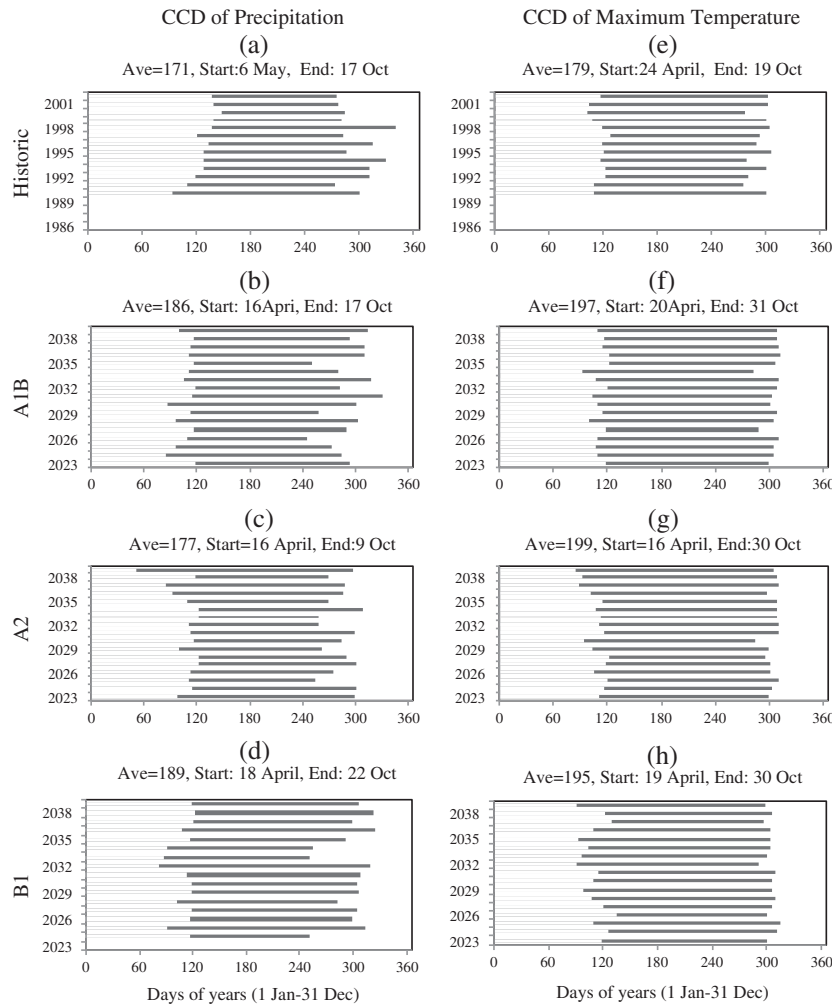 CCD of Precipitation
CCD of Maximum Temperature
(a)
Ave=171, Start:6 May, End: 17 Oct
Historic
2001
1998
1995
1992
1989
1986
0 60 120 180 240 300 360
(e)
Ave=179, Start:24 April, End: 19 Oct
2001
1998
1995
1992
1989
1986
0 60 120 180 240 300 360
(b)
Ave=186, Start: 16Apri, End: 17 Oct
A1B
2038
2035
2032
2029
2026
2023
0 60 120 180 240 300 360
(f)
Ave=197, Start: 20Apri, End: 31 Oct
2038
2035
2032
2029
2026
2023
0 60 120 180 240 300 360
(c)
Ave=177, Start=16 April, End:9 Oct
A2
2038
2035
2032
2029
2026
2023
0 60 120 180 240 300 360
(g)
Ave=199, Start=16 April, End:30 Oct
2038
2035
2032
2029
2026
2023
0 60 120 180 240 300 360
(d)
Ave=189, Start: 18 April, End: 22 Oct
B1
2038
2035
2032
2029
2026
2023
0 60 120 180 240 300 360
Days of years (1 Jan-31 Dec)
(h)
Ave=195, Start: 19 April, End: 30 Oct
2038
2035
2032
2029
2026
2023
0 60 120 180 240 300 360
Days of years (1 Jan-31 Dec)